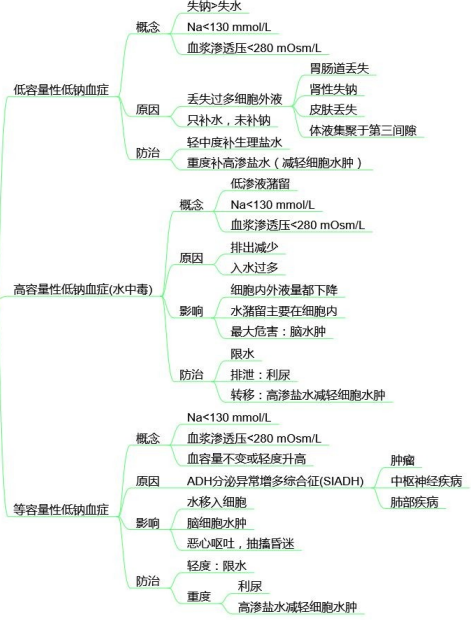 失钠>失水
概念
Na<130 mmol/L
血浆渗透压<280 mOsm/L
低容量性低钠血症
胃肠道丢失
肾性失钠
丢失过多细胞外液
皮肤丢失
原因
只补水，未补钠
体液集聚于第三间隙
轻中度补生理盐水
防治
重度补高渗盐水（减轻细胞水肿）
低渗液潴留
概念
Na<130 mmol/L
血浆渗透压<280 mOsm/L
排出减少
原因
入水过多
高容量性低钠血症(水中毒)
细胞内外液量都下降
影响
水潴留主要在细胞内
最大危害：脑水肿
限水
防治
排泄：利尿
转移：高渗盐水减轻细胞水肿
Na<130 mmol/L
概念
血浆渗透压<280 mOsm/L
血容量不变或轻度升高
肿瘤
原因
ADH分泌异常增多综合征(SIADH)
中枢神经疾病
肺部疾病
等容量性低钠血症
水移入细胞
影响
脑细胞水肿
恶心呕吐，抽搐昏迷
轻度：限水
防治
利尿
重度
高渗盐水减轻细胞水肿